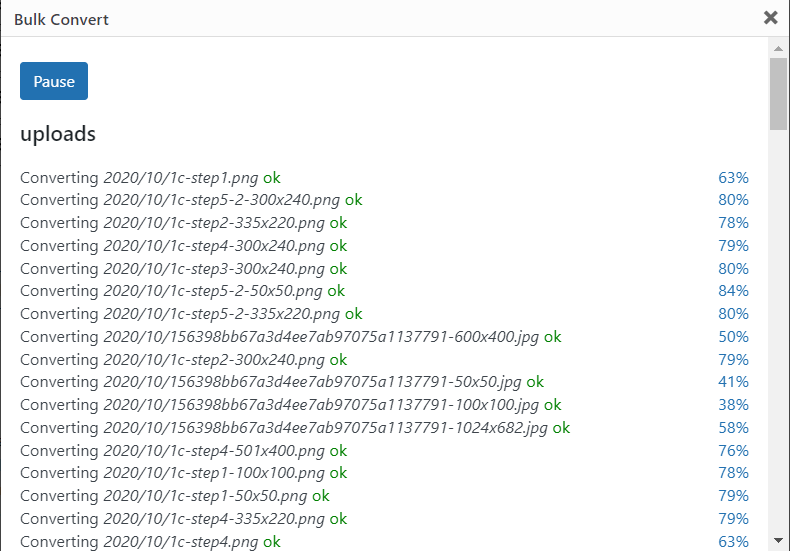 Bulk Convert
Pause
uploads
Converting 2020/10/1c-step1.png ok 63%
Converting 2020/10/1c-step5-2-300x240.png ok 80%
Converting 2020/10/1c-step2-335x220.png ok 78%
Converting 2020/10/1c-step4-300x240.png ok 79%
Converting 2020/10/1c-step3-300x240.png ok 80%
Converting 2020/10/1c-step5-2-50x50.png ok 84%
Converting 2020/10/1c-step5-2-335x220.png ok 80%
Converting 2020/10/156398bb67a3d4ee7ab97075a1137791-600x400.jpg ok 50%
Converting 2020/10/1c-step2-300x240.png ok 79%
Converting 2020/10/156398bb67a3d4ee7ab97075a1137791-50x50.jpg ok 41%
Converting 2020/10/156398bb67a3d4ee7ab97075a1137791-100x100.jpg ok 38%
Converting 2020/10/156398bb67a3d4ee7ab97075a1137791-1024x682.jpg ok 58%
Converting 2020/10/1c-step4-501x400.png ok 76%
Converting 2020/10/1c-step1-100x100.png ok 78%
Converting 2020/10/1c-step1-50x50.png ok 79%
Converting 2020/10/1c-step4-335x220.png ok 79%
Converting 2020/10/1c-step4.png ok 63%